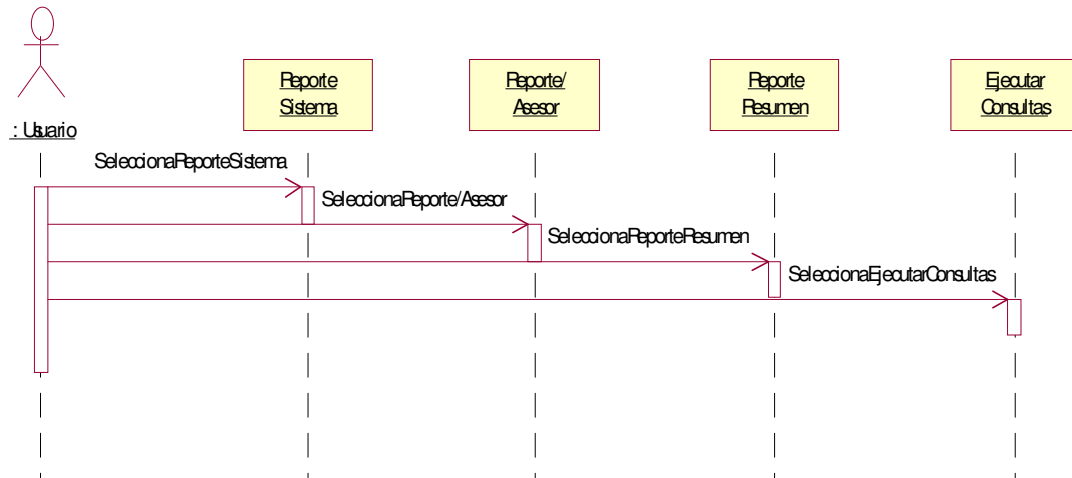 : Usuario
Reporte
Sistema
Reporte/
Asesor
Reporte
Resumen
Ejecutar
Consultas
SeleccionaReporteSistema
SeleccionaReporte/Asesor
SeleccionaReporteResumen
SeleccionaEjecutarConsultas